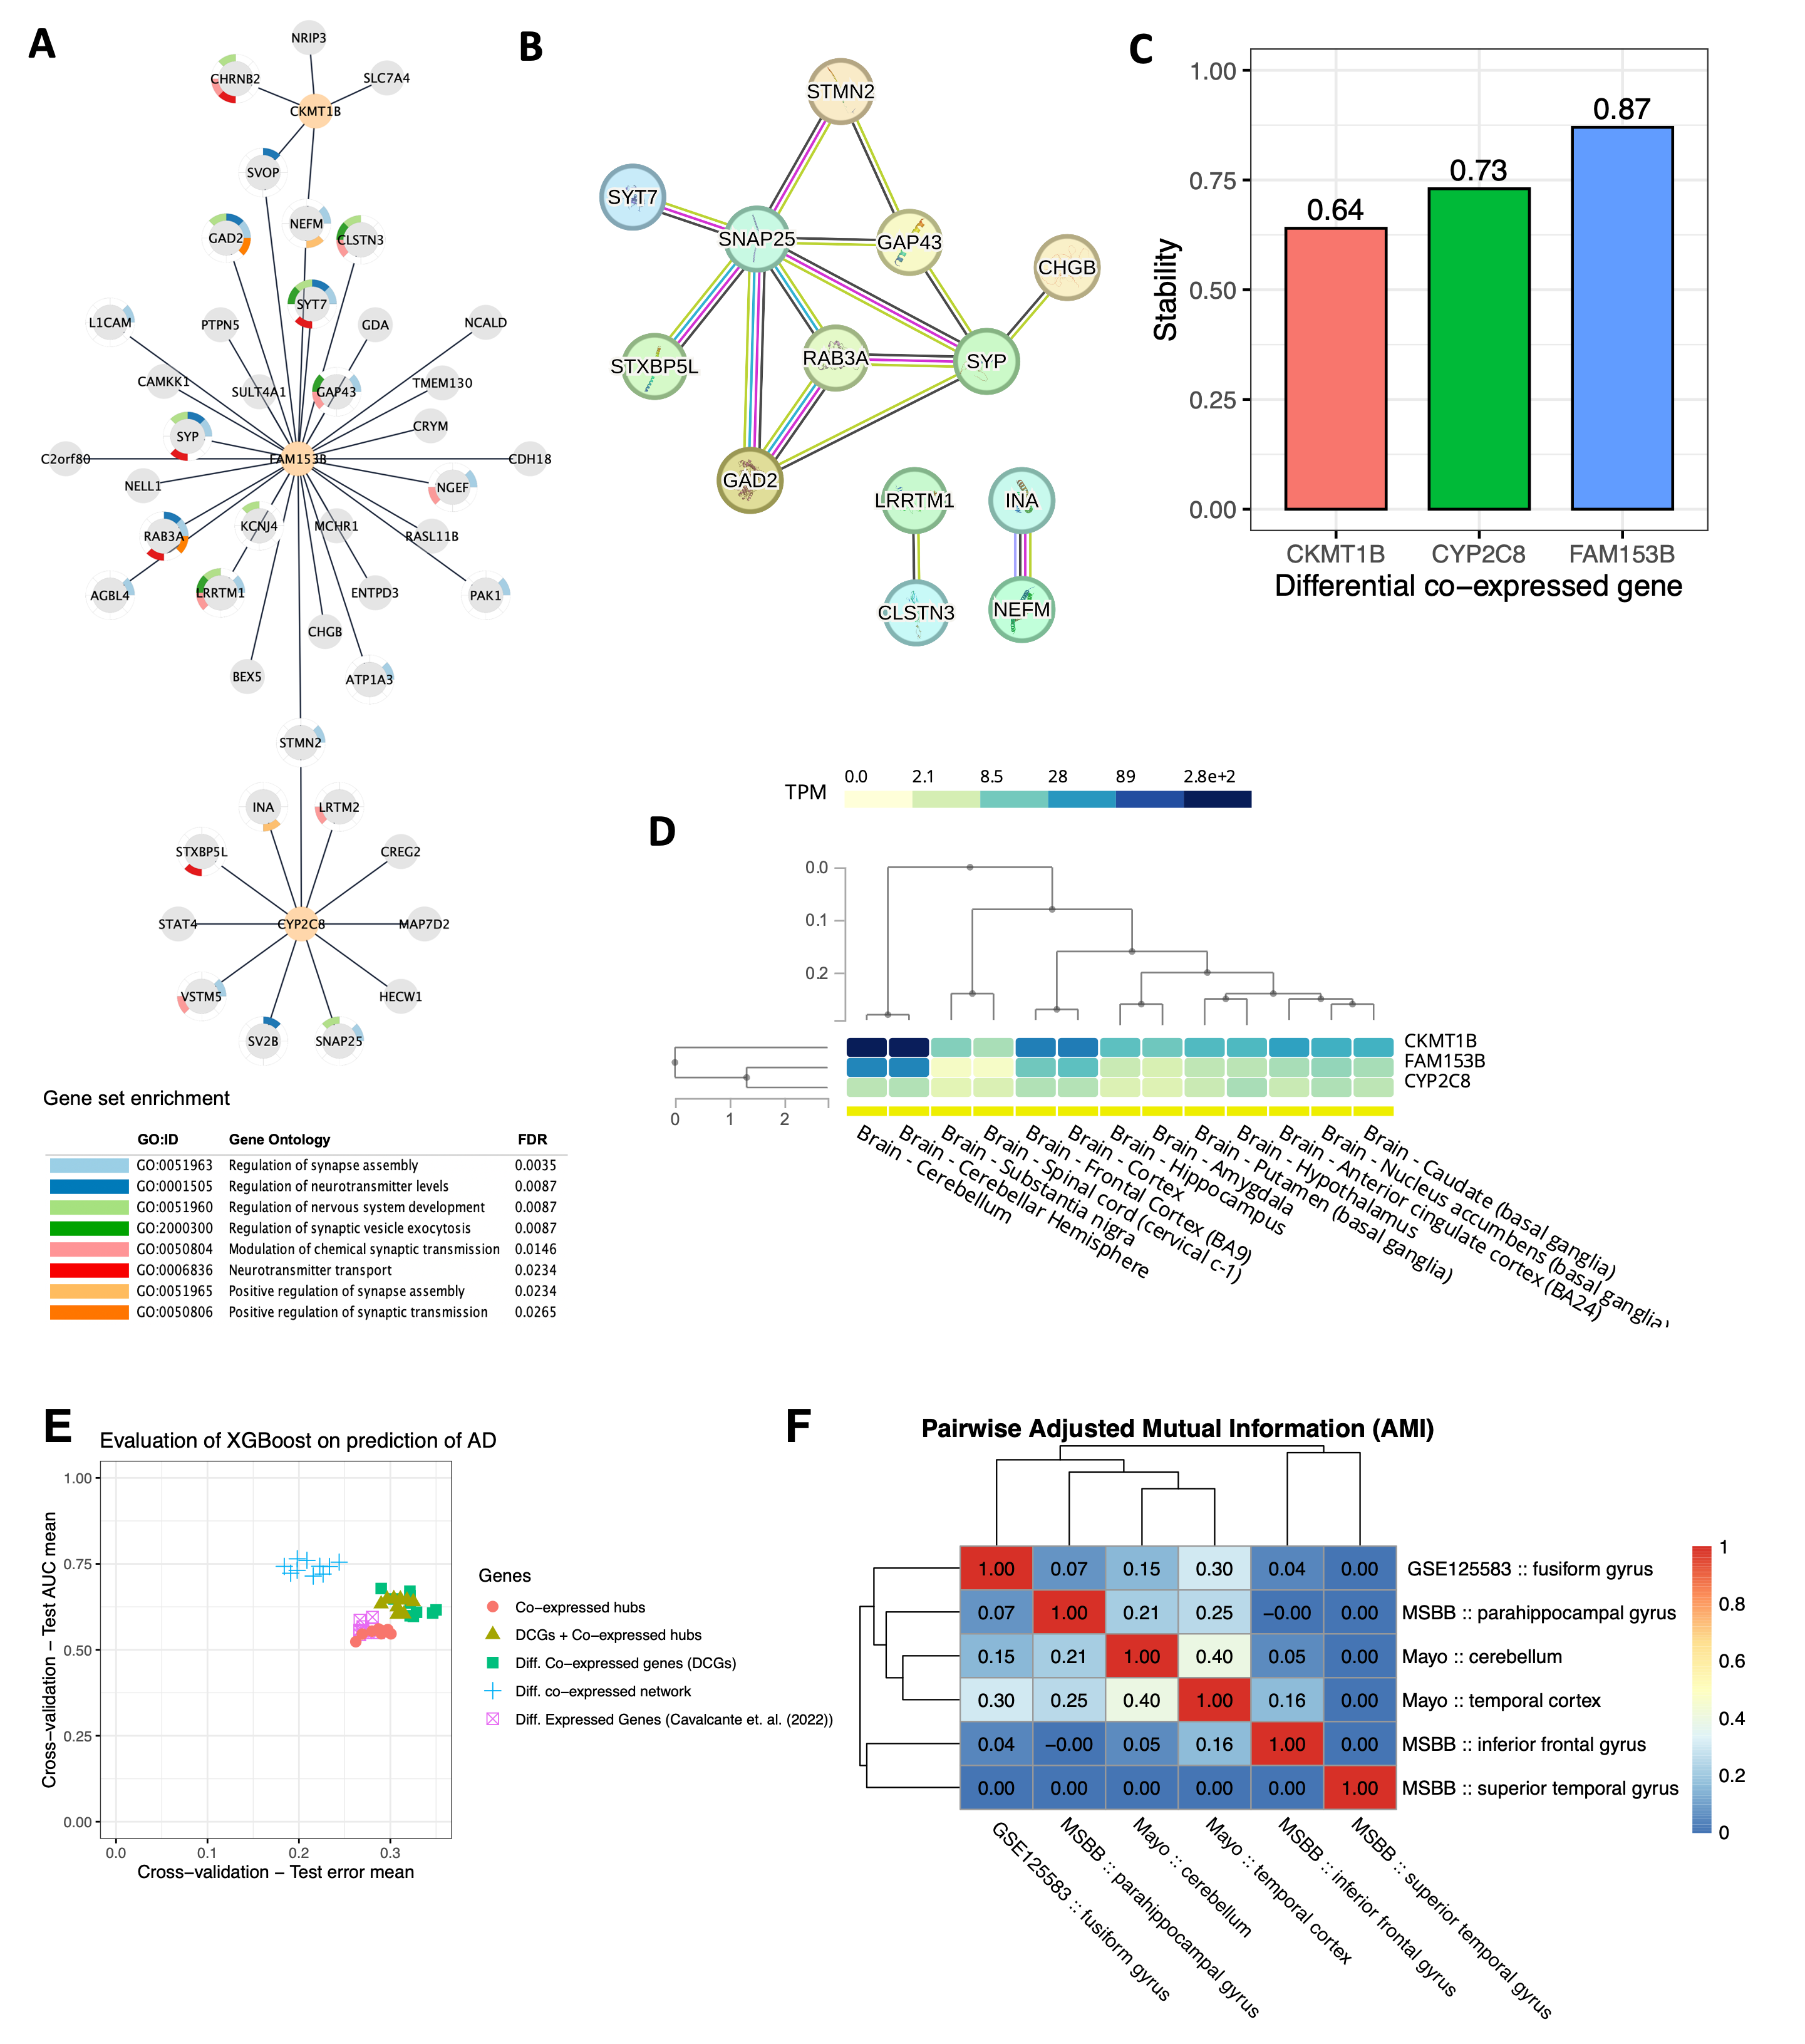 A
NRIP3
CHRNB2
SLC7A4
CKMT1B
SVOP
NEFM
GAD2
CLSTN3
SYT7
L1CAM
PTPN5
GDA
NCALD
CAMKK1
SULT4A1
GAP43
TMEM130
CRYM
SYP
C2orf80
FAM153B
CDH18
NELL1
NGEF
KCNJ4
MCHR1
RAB3A
RASL11B
AGBL4
LRRTM1
ENTPD3
PAK1
CHGB
BEX5
ATP1A3
STMN2
INA
LRTM2
STXBP5L
CREG2
STAT4
CYP2C8
MAP7D2
VSTM5
HECW1
SV2B
SNAP25
Gene set enrichment
GO:ID Gene Ontology FDR
GO:0051963 Regulation of synapse assembly 0.0035
GO:0001505 Regulation of neurotransmitter levels 0.0087
GO:0051960 Regulation of nervous system development 0.0087
GO:2000300 Regulation of synaptic vesicle exocytosis 0.0087
GO:0050804 Modulation of chemical synaptic transmission 0.0146
GO:0006836 Neurotransmitter transport 0.0234
GO:0051965 Positive regulation of synapse assembly 0.0234
GO:0050806 Positive regulation of synaptic transmission 0.0265
B
STMN2
SYT7
SNAP25
GAP43
CHGB
STXBP5L
RAB3A
SYP
GAD2
LRRTM1
INA
CLSTN3
NEFM
C
1.00
0.75
0.50
0.25
0.00
Stability
0.64
0.73
0.87
CKMT1B CYP2C8 FAM153B
Differential co-expressed gene
TPM
0.0 2.1 8.5 28 89 2.8e+2
D
0.0
0.1
0.2
CKMT1B
FAM153B
CYP2C8
0 1 2
Brain - Cerebellum
Brain - Cerebellar Hemisphere
Brain - Substantia nigra
Brain - Spinal cord (cervical c-1)
Brain - Frontal Cortex (BA9)
Brain - Cortex
Brain - Hippocampus
Brain - Amygdala
Brain - Putamen (basal ganglia)
Brain - Hypothalamus
Brain - Anterior cingulate cortex (BA24)
Brain - Nucleus accumbens (basal ganglia)
Brain - Caudate (basal ganglia)
E
Evaluation of XGBoost on prediction of AD
Cross−validation − Test AUC mean
1.00
0.75
0.50
0.25
0.00
0.0 0.1 0.2 0.3
Cross−validation − Test error mean
Genes
Co−expressed hubs
DCGs + Co−expressed hubs
Diff. Co−expressed genes (DCGs)
Diff. co−expressed network
Diff. Expressed Genes (Cavalcante et. al. (2022))
F
Pairwise Adjusted Mutual Information (AMI)
1.00 0.07 0.15 0.30 0.04 0.00 GSE125583 :: fusiform gyrus
0.07 1.00 0.21 0.25 −0.00 0.00 MSBB :: parahippocampal gyrus
0.15 0.21 1.00 0.40 0.05 0.00 Mayo :: cerebellum
0.30 0.25 0.40 1.00 0.16 0.00 Mayo :: temporal cortex
0.04 −0.00 0.05 0.16 1.00 0.00 MSBB :: inferior frontal gyrus
0.00 0.00 0.00 0.00 0.00 1.00 MSBB :: superior temporal gyrus
GSE125583 :: fusiform gyrus
MSBB :: parahippocampal gyrus
Mayo :: cerebellum
Mayo :: temporal cortex
MSBB :: inferior frontal gyrus
MSBB :: superior temporal gyrus
1
0.8
0.6
0.4
0.2
0